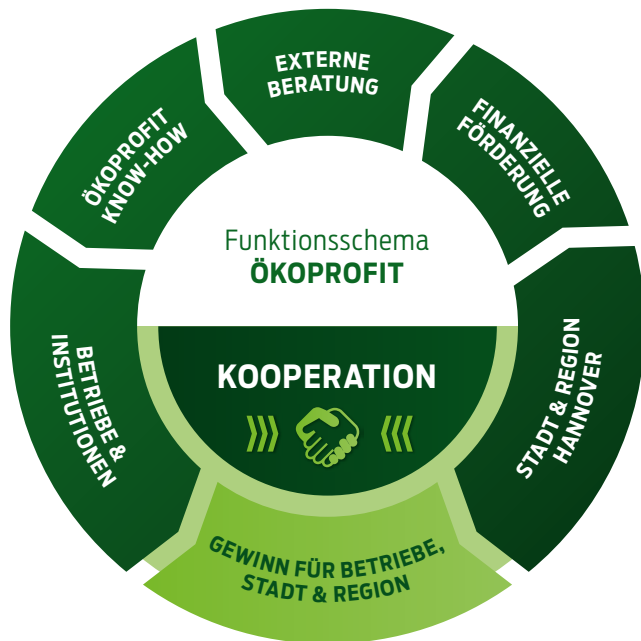 EXTERNE
BERATUNG
ÖKOPROFIT
KNOW-HOW
FINANZIELLE
FÖRDERUNG
Funktionsschema
ÖKOPROFIT
BETRIEBE &
INSTITUTIONEN
KOOPERATION
STADT & REGION
HANNOVER
GEWINN FÜR BETRIEBE,
STADT & REGION